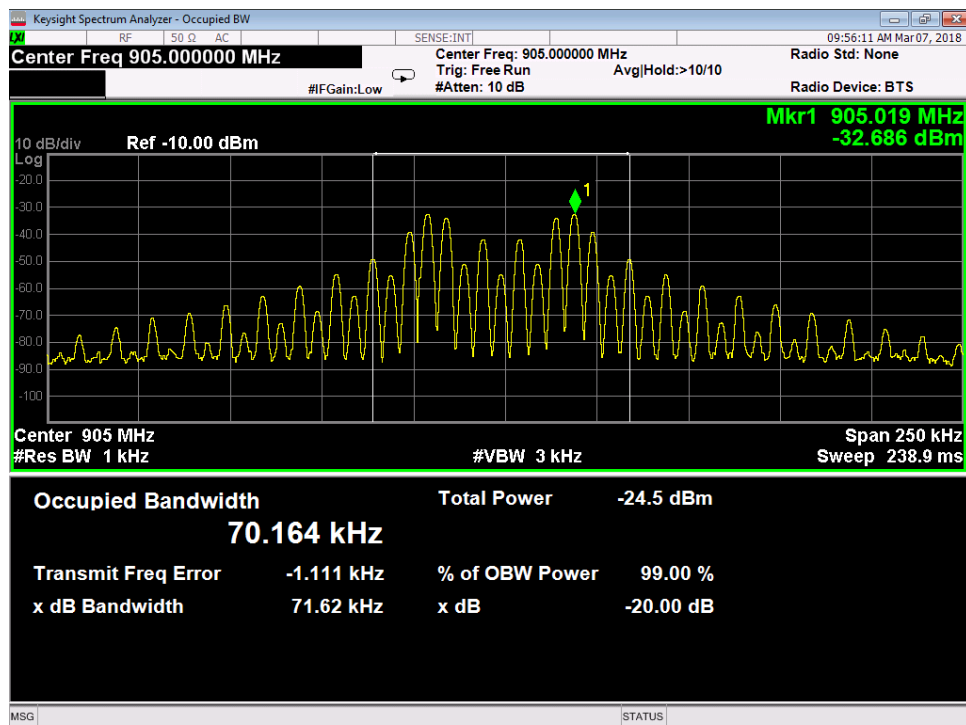 Keysight Spectrum Analyzer - Occupied BW
LXI RF 50 Ω AC SENSE:INT 09:56:11 AM Mar 07, 2018
Center Freq 905.000000 MHz Center Freq: 905.000000 MHz Radio Std: None
Trig: Free Run Avg|Hold:>10/10
#IFGain:Low #Atten: 10 dB Radio Device: BTS
Mkr1 905.019 MHz
10 dB/div Ref -10.00 dBm -32.686 dBm
Log
-20.0
1
-30.0
-40.0
-50.0
-60.0
-70.0
-80.0
-90.0
-100
Center 905 MHz Span 250 kHz
#Res BW 1 kHz #VBW 3 kHz Sweep 238.9 ms
Occupied Bandwidth Total Power -24.5 dBm
70.164 kHz
Transmit Freq Error -1.111 kHz % of OBW Power 99.00 %
x dB Bandwidth 71.62 kHz x dB -20.00 dB
MSG STATUS